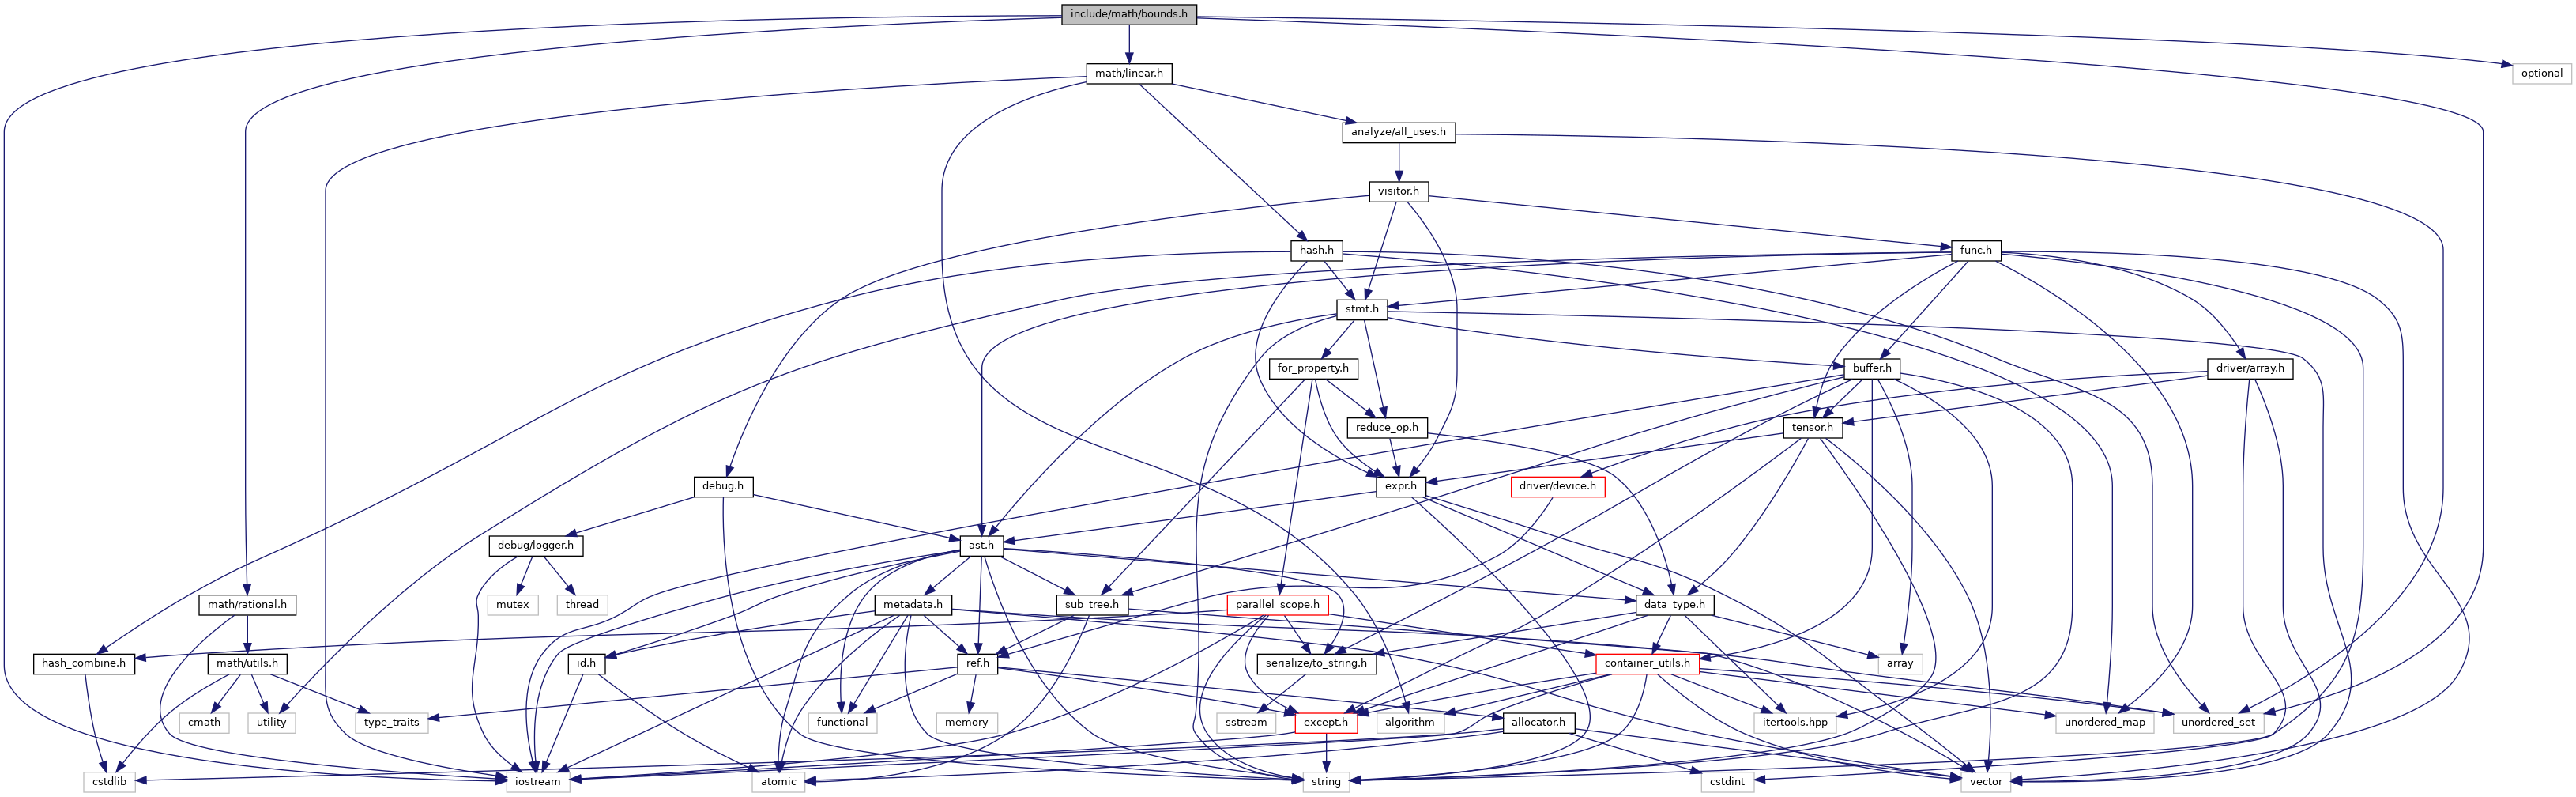 include/math/bounds.h
math/linear.h
optional
analyze/all_uses.h
visitor.h
hash.h
func.h
stmt.h
for_property.h
buffer.h
driver/array.h
reduce_op.h
tensor.h
debug.h
expr.h
driver/device.h
debug/logger.h
ast.h
math/rational.h
mutex
thread
metadata.h
sub_tree.h
parallel_scope.h
data_type.h
hash_combine.h
math/utils.h
id.h
ref.h
serialize/to_string.h
container_utils.h
array
cmath
utility
type_traits
functional
memory
sstream
except.h
algorithm
allocator.h
itertools.hpp
unordered_map
unordered_set
cstdlib
iostream
atomic
string
cstdint
vector